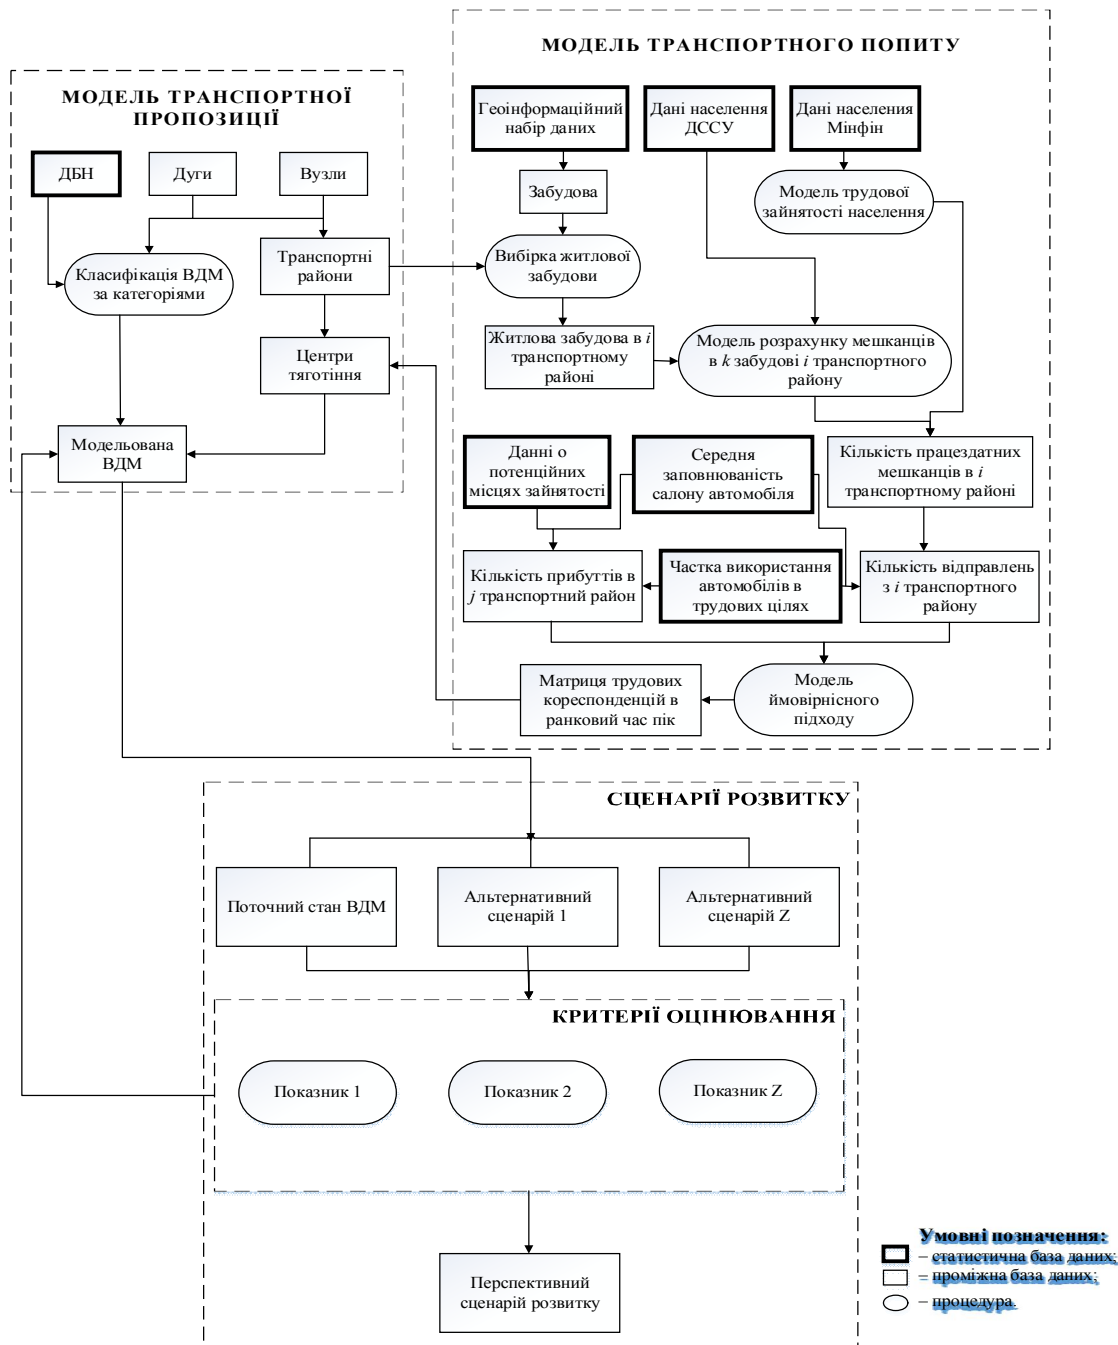 МОДЕЛЬ ТРАНСПОРТНОГО ПОПИТУ
МОДЕЛЬ ТРАНСПОРТНОЇ
ПРОПОЗИЦІЇ
ДБН
Дуги
Вузли
Класифікація ВДМ
за категоріями
Транспортні
райони
Центри
тяготіння
Модельована
ВДМ
Геоінформаційний
набір даних
Дані населення
ДССУ
Дані населения
Мінфін
Забудова
Модель трудової
зайнятості населення
Вибірка житлової
забудови
Житлова забудова в i
транспортному
районі
Модель розрахунку мешканців
в k забудові i транспортного
району
Данні о
потенційних
місцях зайнятості
Середня
заповнюваність
салону автомобіля
Кількість працездатних
мешканців в i
транспортному районі
Кількість прибуттів в
j транспортний район
Частка використання
автомобілів в
трудових цілях
Кількість відправлень
з i транспортного
району
Матриця трудових
кореспонденцій в
ранковий час пік
Модель
ймовірнісного
підходу
СЦЕНАРІЇ РОЗВИТКУ
Поточний стан ВДМ
Альтернативний
сценарій 1
Альтернативний
сценарій Z
КРИТЕРІЇ ОЦІНЮВАННЯ
Показник 1
Показник 2
Показник Z
Перспективний
сценарій розвитку
Умовні позначення:
– статистична база даних;
– проміжна база даних;
– процедура.